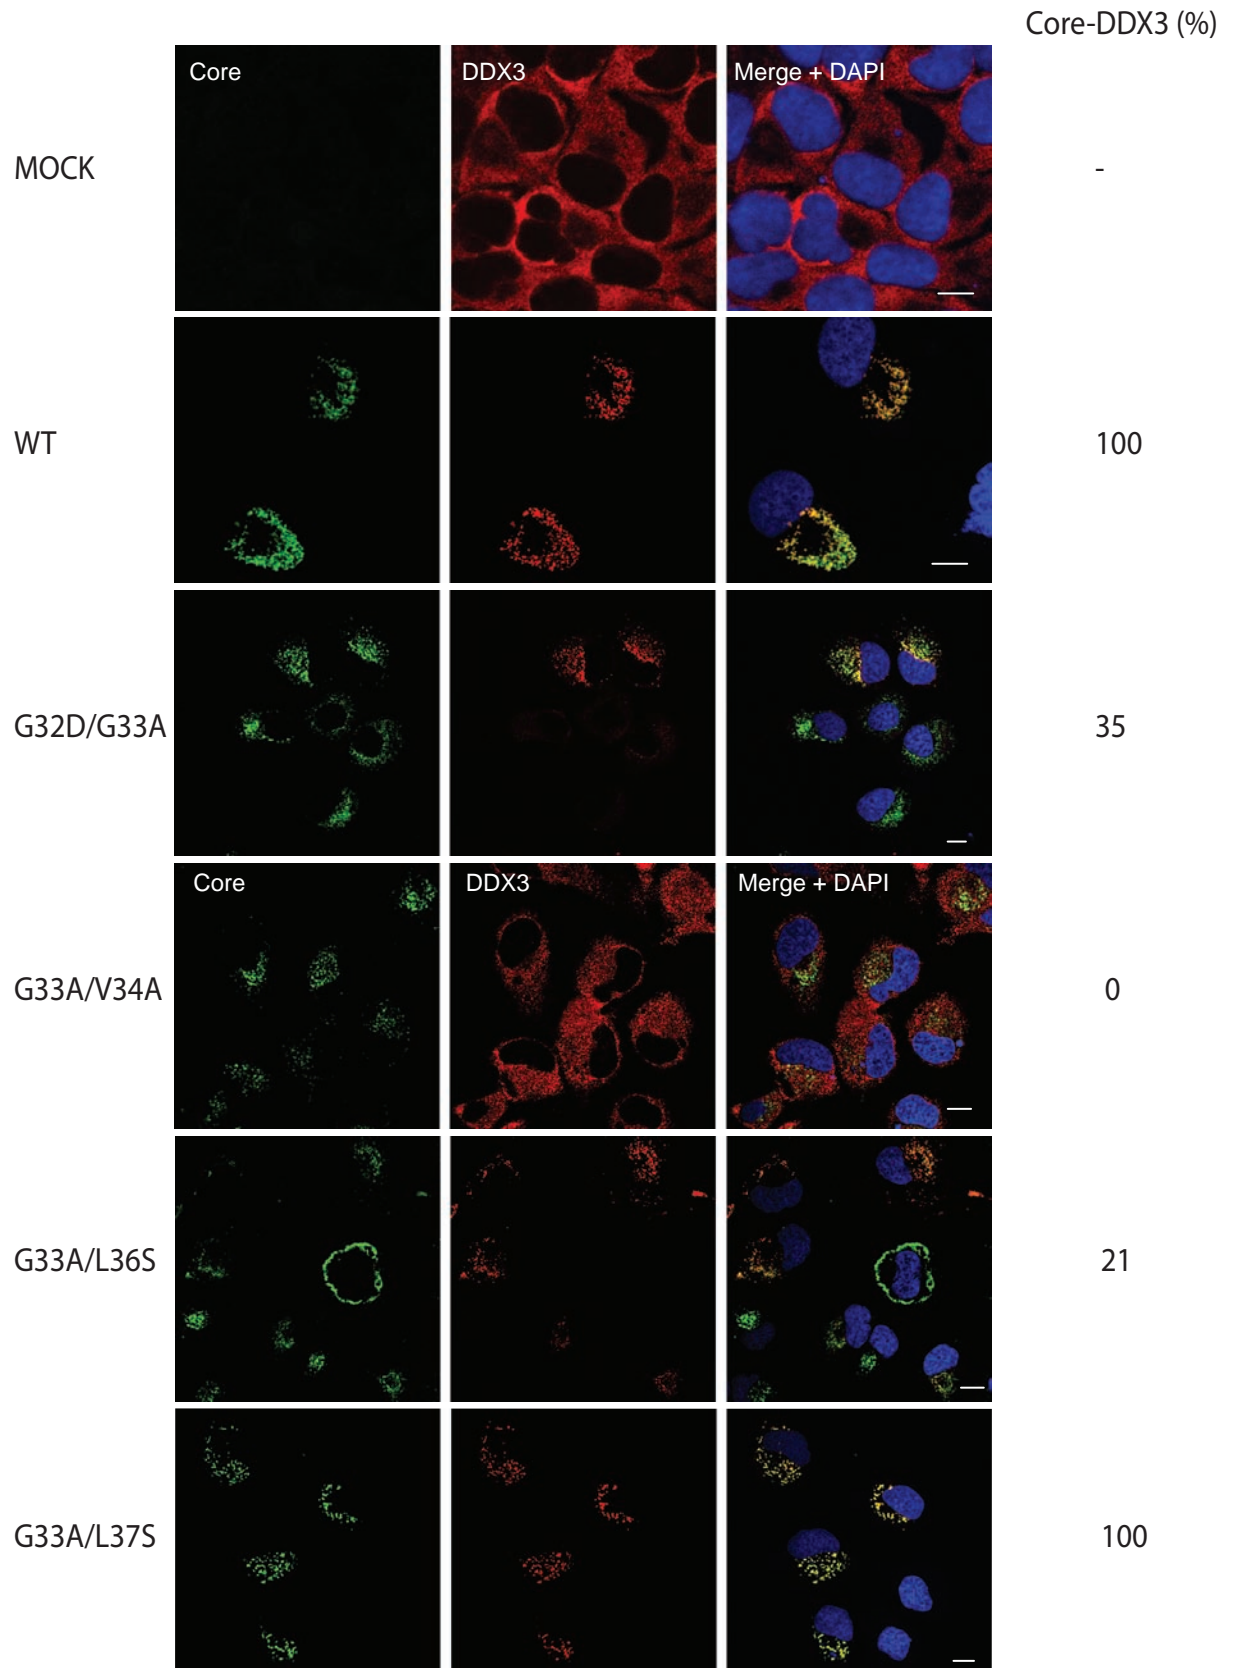 Core-DDX3 (%)
Core DDX3 Merge + DAPI
MOCK -
WT 100
G32D/G33A 35
Core DDX3 Merge + DAPI
G33A/V34A 0
G33A/L36S 21
G33A/L37S 100